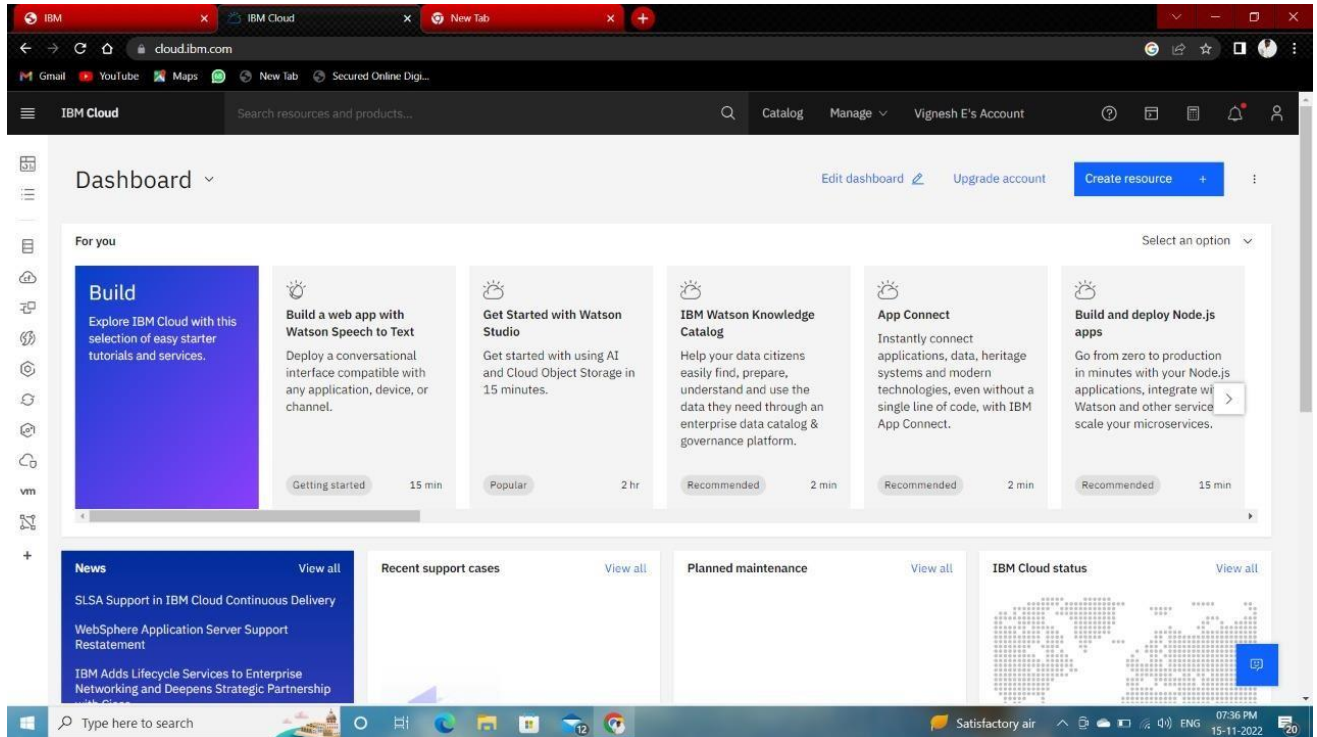 IBM
IBM Cloud
New Tab
cloud.ibm.com
Gmail
YouTube
Maps
New Tab
Secured Online Digi...
IBM Cloud
Search resources and products...
Catalog
Manage
Vignesh E's Account
Dashboard
Edit dashboard
Upgrade account
Create resource +
For you
Select an option
Build
Explore IBM Cloud with this
selection of easy starter
tutorials and services.
Build a web app with
Watson Speech to Text
Deploy a conversational
interface compatible with
any application, device, or
channel.
Getting started
15 min
Get Started with Watson
Studio
Get started with using AI
and Cloud Object Storage in
15 minutes.
Popular
2 hr
IBM Watson Knowledge
Catalog
Help your data citizens
easily find, prepare,
understand and use the
data they need through an
enterprise data catalog &
governance platform.
Recommended
2 min
App Connect
Instantly connect
applications, data, heritage
systems and modern
technologies, even without a
single line of code, with IBM
App Connect.
Recommended
2 min
Build and deploy Node.js
apps
Go from zero to production
in minutes with your Node.js
applications, integrate
Watson and other service
scale your microservices.
Recommended
15 min
vm
News
View all
SLSA Support in IBM Cloud Continuous Delivery
WebSphere Application Server Support
Restatement
IBM Adds Lifecycle Services to Enterprise
Networking and Deepens Strategic Partnership
with Cisco
Recent support cases
View all
Planned maintenance
View all
IBM Cloud status
View all
Type here to search
12
Satisfactory air
ENG
07:36 PM
15-11-2022
20